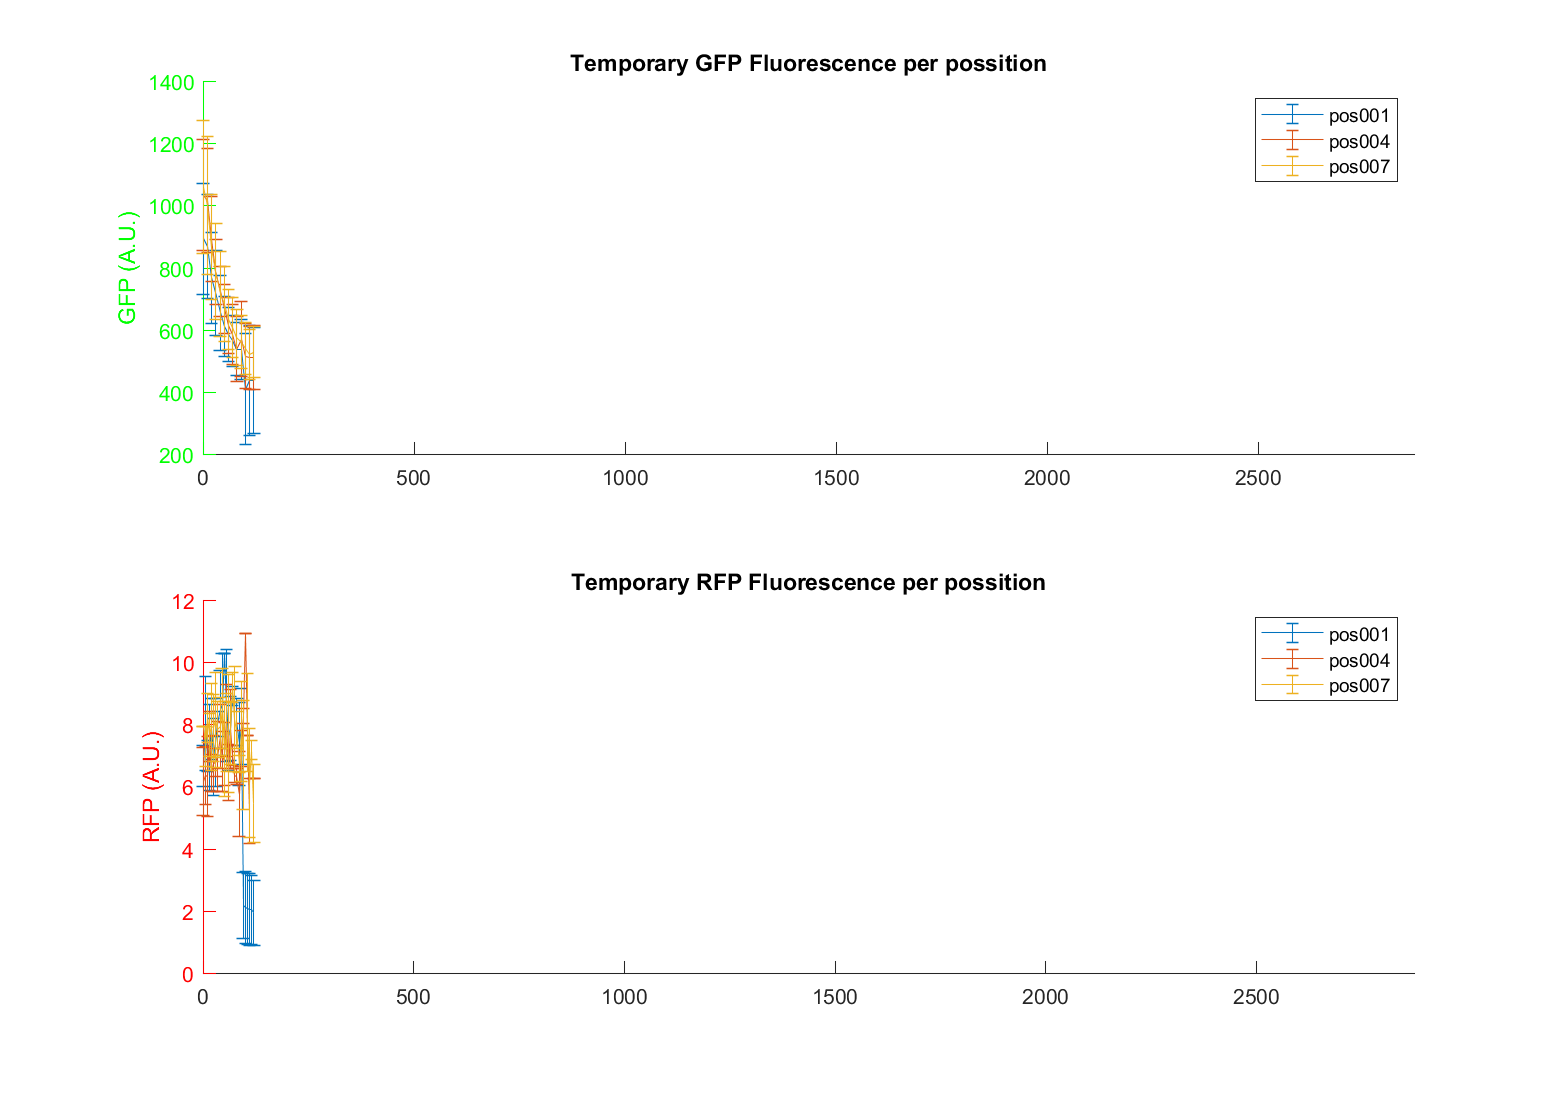 Temporary GFP Fluorescence per possition
1400
1200
1000
800
600
400
200
GFP (A.U.)
0 500 1000 1500 2000 2500
pos001
pos004
pos007
Temporary RFP Fluorescence per possition
12
10
8
6
4
2
0
RFP (A.U.)
0 500 1000 1500 2000 2500
pos001
pos004
pos007